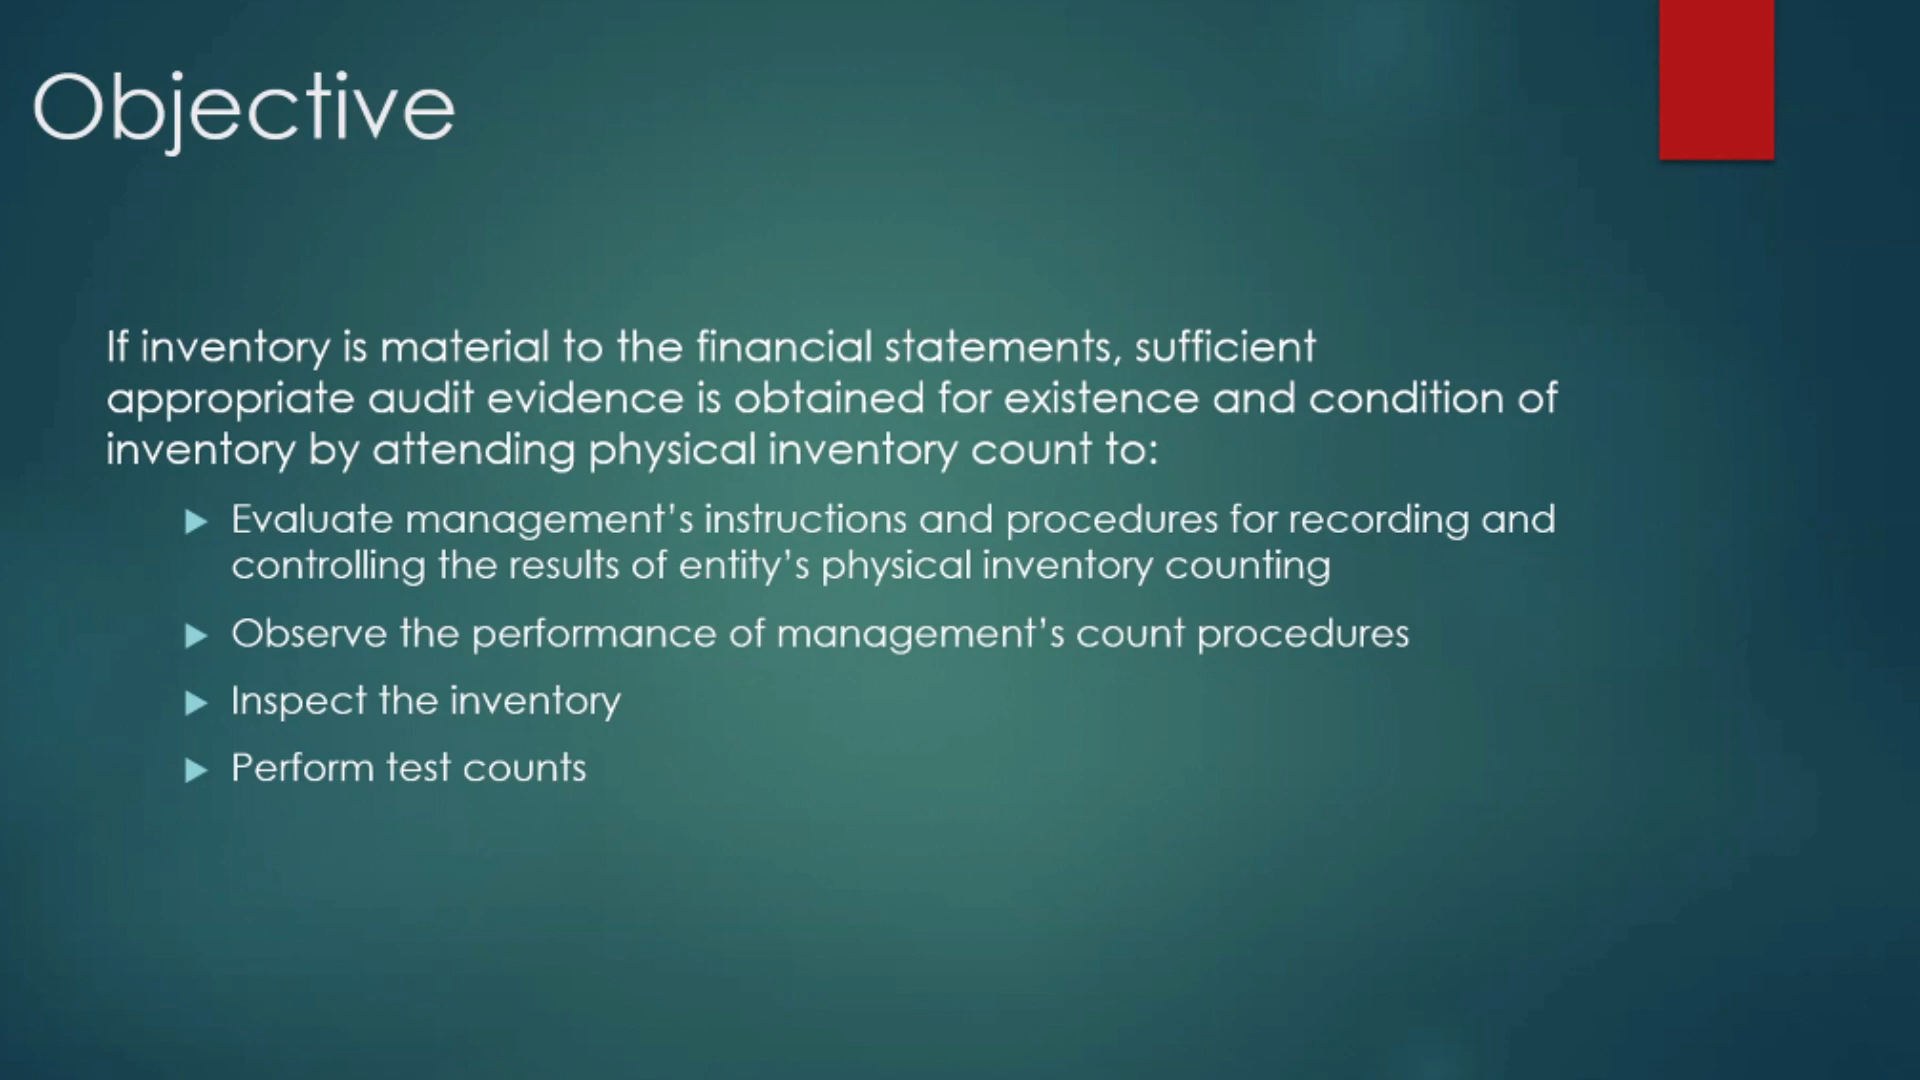 Objective
If inventory is material to the financial statements, sufficient
appropriate audit evidence is obtained for existence and condition of
inventory by attending physical inventory count to:
Evaluate management’s instructions and procedures for recording and
controlling the results of entity’s physical inventory counting
Observe the performance of management’s count procedures
Inspect the inventory
Perform test counts